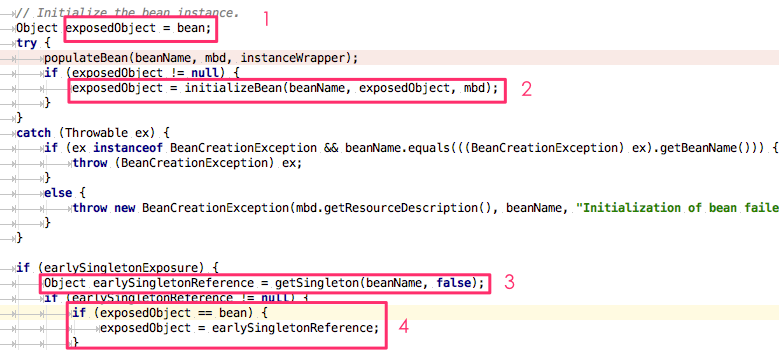 // Initialize the bean instance.
Object exposedObject = bean; 1
try {
populateBean(beanName, mbd, instanceWrapper);
if (exposedObject != null) {
exposedObject = initializeBean(beanName, exposedObject, mbd); 2
}
}
catch (Throwable ex) {
if (ex instanceof BeanCreationException && beanName.equals(((BeanCreationException) ex).getBeanName())) {
throw (BeanCreationException) ex;
}
else {
throw new BeanCreationException(mbd.getResourceDescription(), beanName, "Initialization of bean faile
}
}
if (earlySingletonExposure) {
Object earlySingletonReference = getSingleton(beanName, false); 3
if (earlySingletonReference != null) {
if (exposedObject == bean) { 4
exposedObject = earlySingletonReference;
}